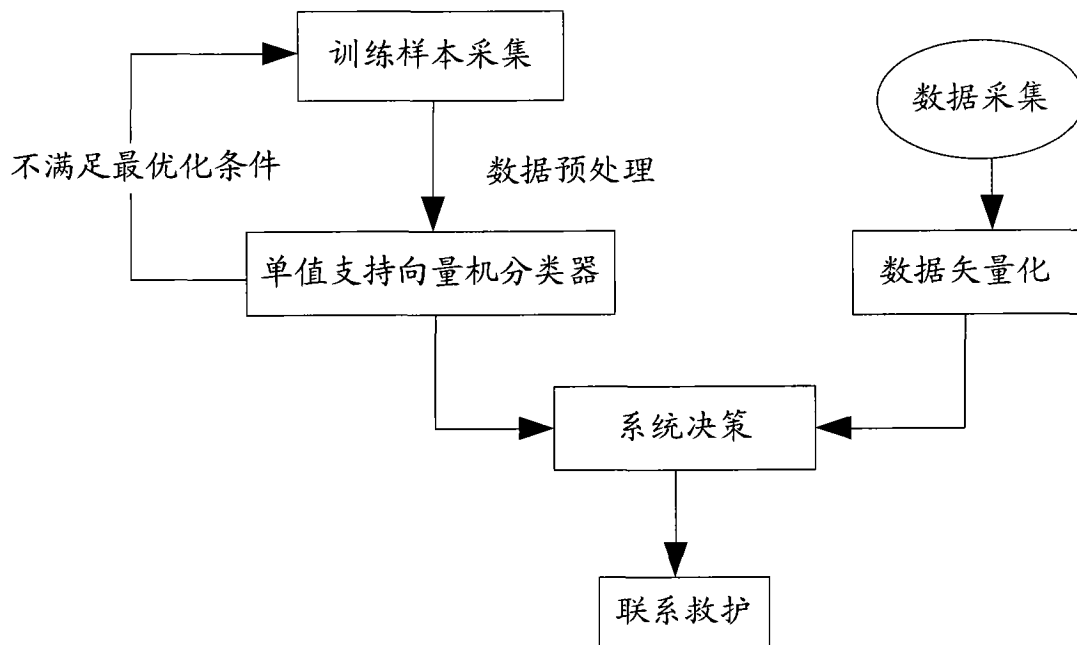 训练样本采集
数据采集
不满足最优化条件
数据预处理
单值支持向量机分类器
数据矢量化
系统决策
联系救护